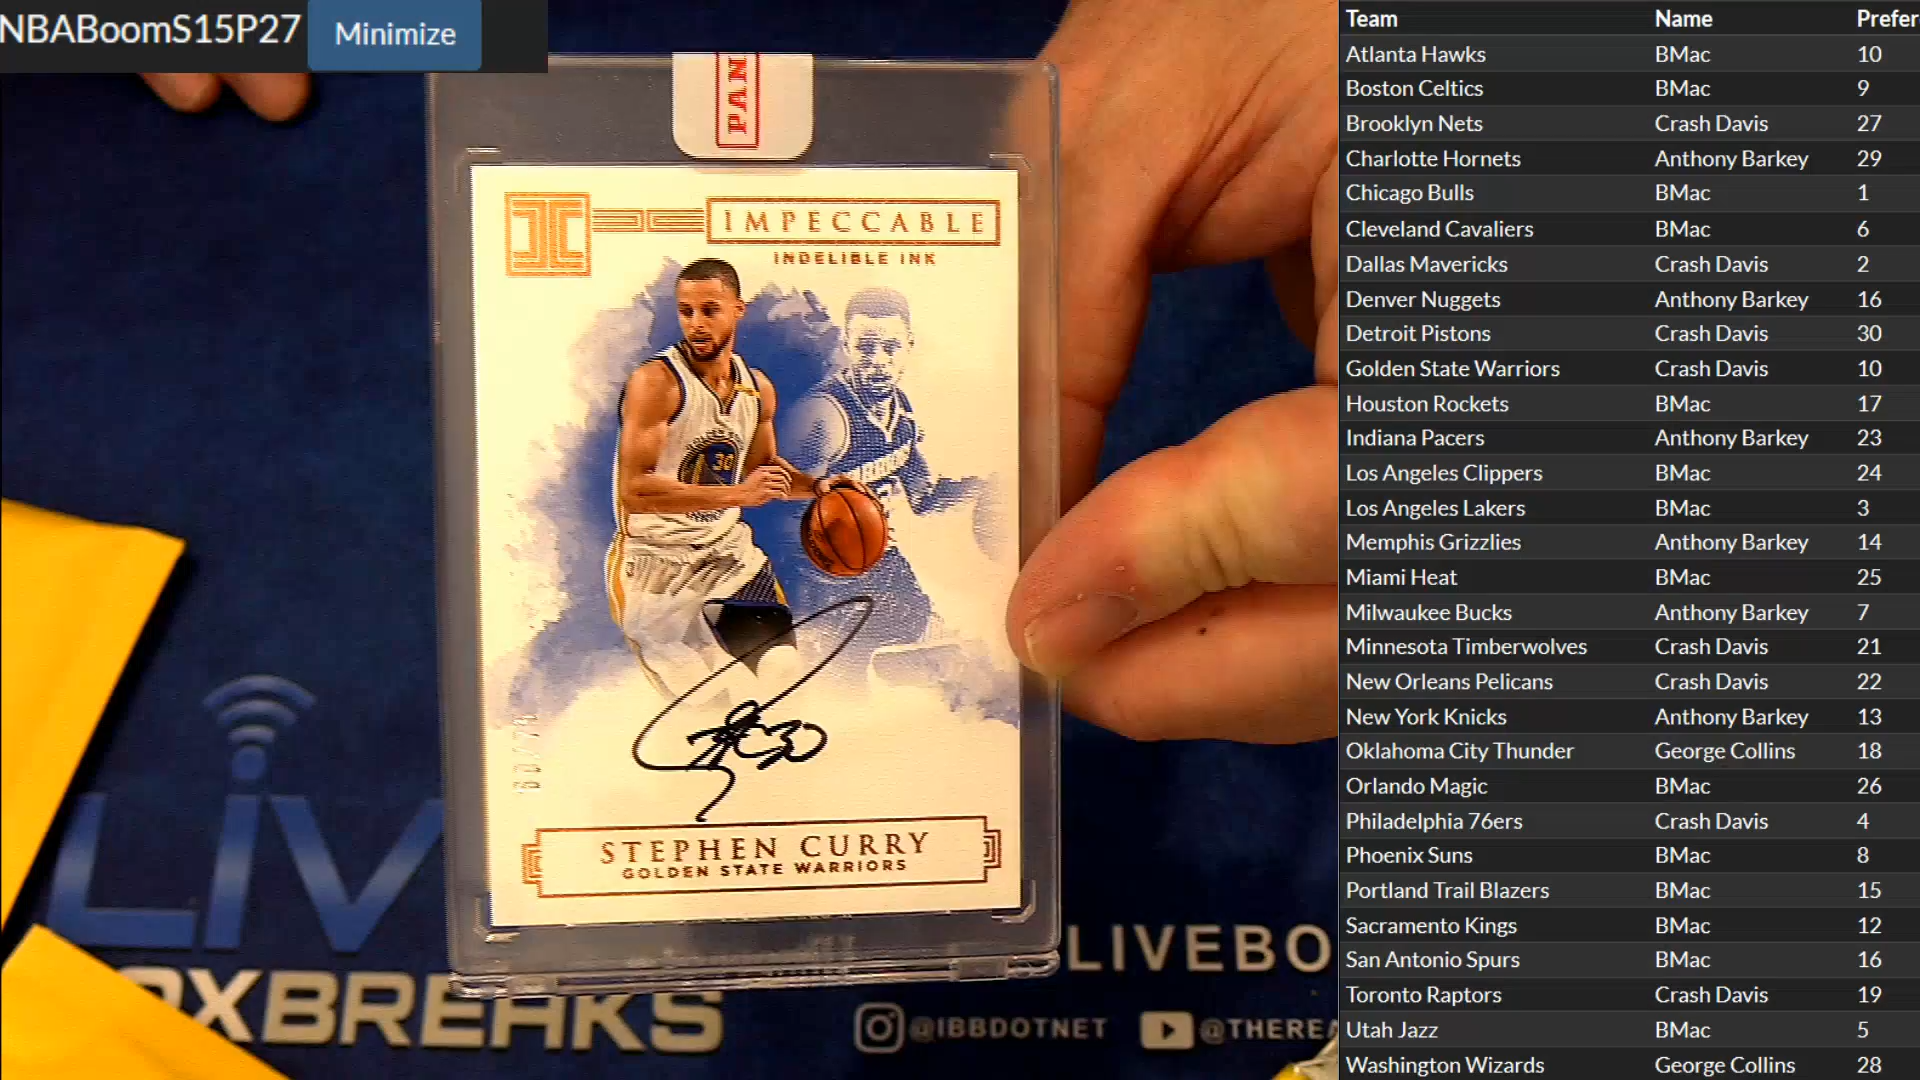 NBABoomS15P27
Minimize
PAN
IMPECCABLE
INDELIBLE INK
30
STEPHEN CURRY
GOLDEN STATE WARRIORS
LIV
OXBREAKS
LIVEBO
@IBBDOTNET
@THEREA
Team Name Prefer
Atlanta Hawks BMac 10
Boston Celtics BMac 9
Brooklyn Nets Crash Davis 27
Charlotte Hornets Anthony Barkey 29
Chicago Bulls BMac 1
Cleveland Cavaliers BMac 6
Dallas Mavericks Crash Davis 2
Denver Nuggets Anthony Barkey 16
Detroit Pistons Crash Davis 30
Golden State Warriors Crash Davis 10
Houston Rockets BMac 17
Indiana Pacers Anthony Barkey 23
Los Angeles Clippers BMac 24
Los Angeles Lakers BMac 3
Memphis Grizzlies Anthony Barkey 14
Miami Heat BMac 25
Milwaukee Bucks Anthony Barkey 7
Minnesota Timberwolves Crash Davis 21
New Orleans Pelicans Crash Davis 22
New York Knicks Anthony Barkey 13
Oklahoma City Thunder George Collins 18
Orlando Magic BMac 26
Philadelphia 76ers Crash Davis 4
Phoenix Suns BMac 8
Portland Trail Blazers BMac 15
Sacramento Kings BMac 12
San Antonio Spurs BMac 16
Toronto Raptors Crash Davis 19
Utah Jazz BMac 5
Washington Wizards George Collins 28